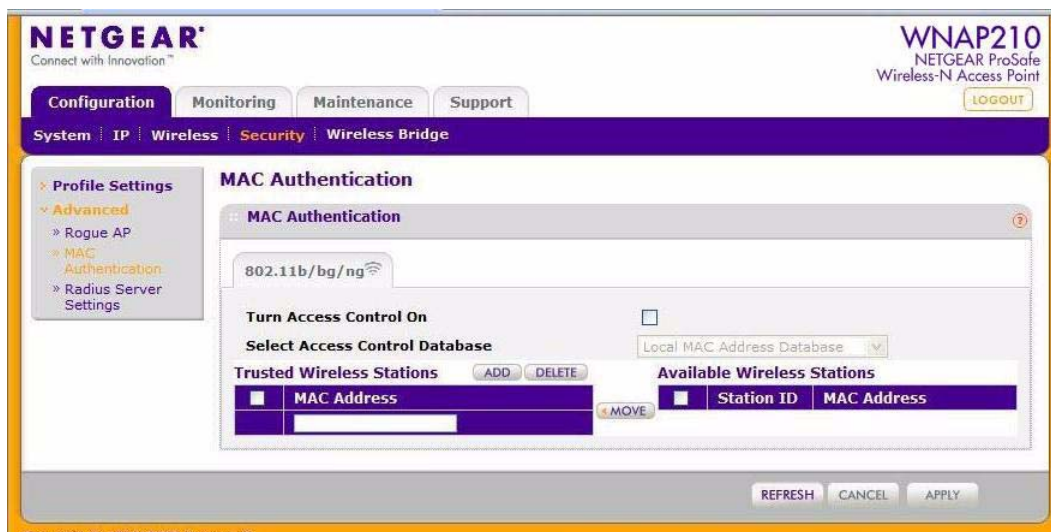 NETGEAR®
Connect with Innovation™
WNAP210
NETGEAR ProSafe
Wireless-N Access Point
LOGOUT
Configuration Monitoring Maintenance Support
System IP Wireless Security Wireless Bridge
Profile Settings
Advanced
» Rogue AP
» MAC
Authentication
» Radius Server
Settings
MAC Authentication
MAC Authentication
?
802.11b/bg/ng
Turn Access Control On
Select Access Control Database Local MAC Address Database
Trusted Wireless Stations ADD DELETE Available Wireless Stations
MAC Address MOVE Station ID MAC Address
REFRESH CANCEL APPLY